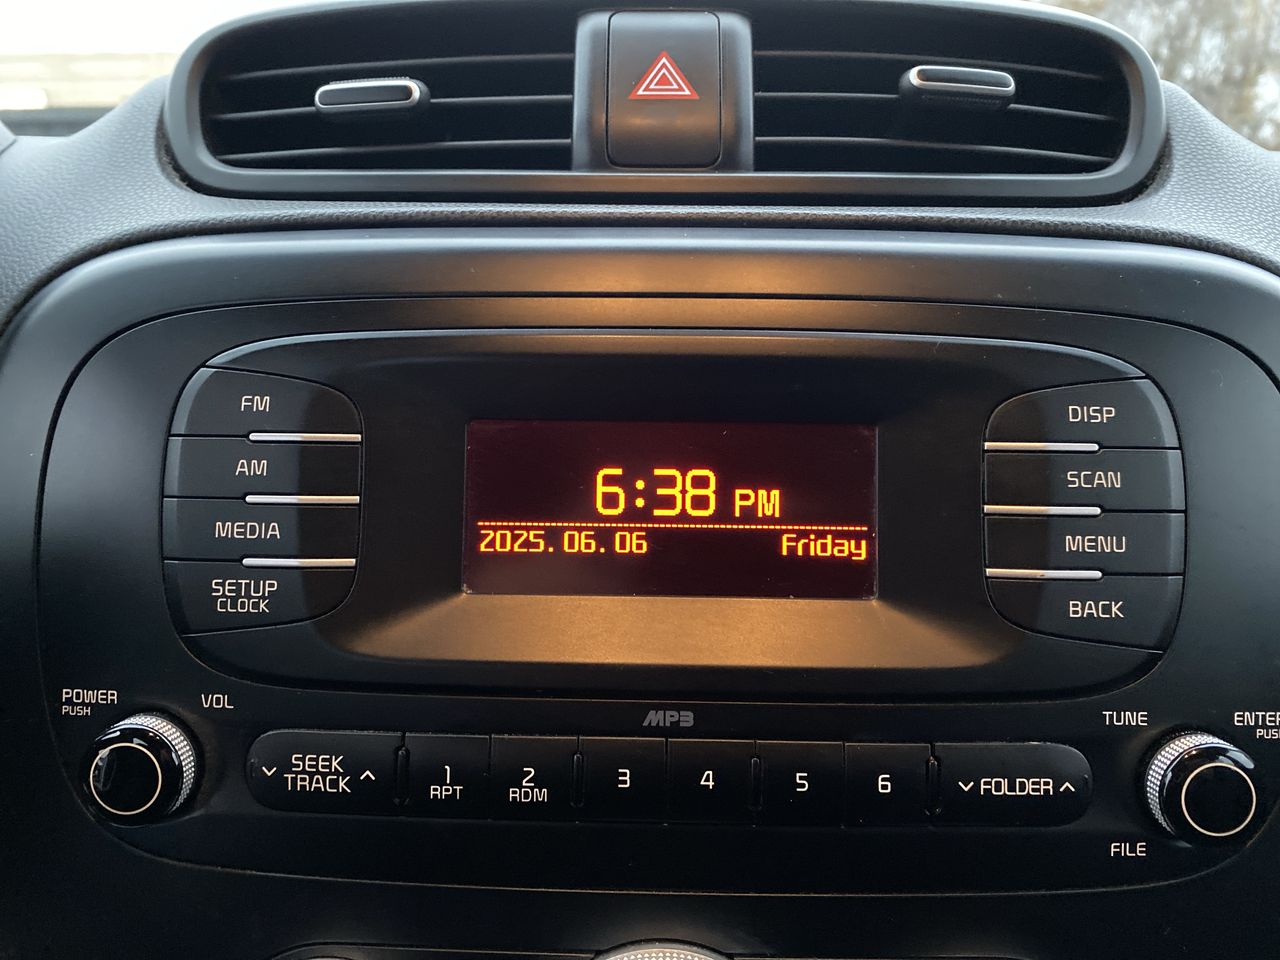 FM
AM
MEDIA
SETUP
CLOCK
6:38 PM
2025.06.06 Friday
DISP
SCAN
MENU
BACK
POWER
PUSH
VOL
MP3
TUNE
ENTER
PUSH
SEEK
TRACK
1
RPT
2
RDM
3
4
5
6
FOLDER
FILE